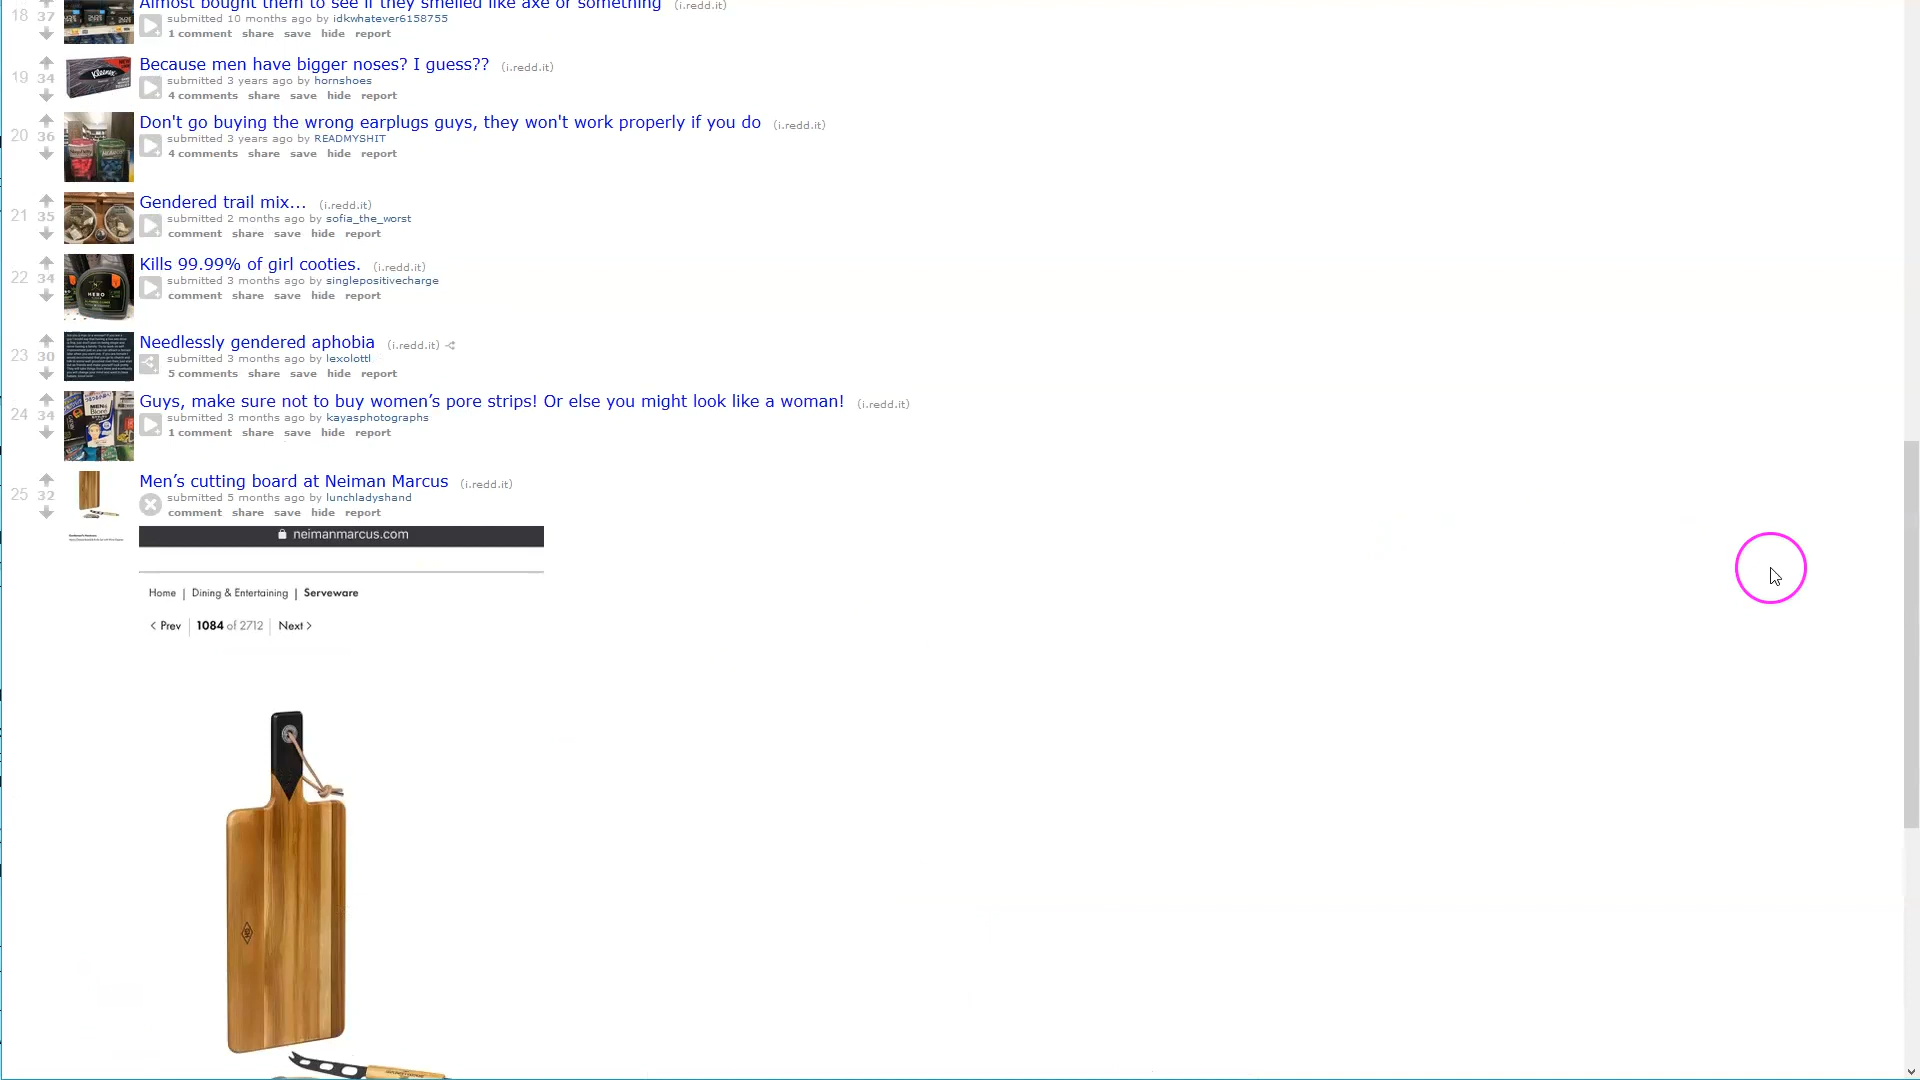 18 37 Almost bought them to see if they smelled like axe or something (i.redd.it)
submitted 10 months ago by idkwhatever6158755
1 comment share save hide report
19 34 Because men have bigger noses? I guess?? (i.redd.it)
submitted 3 years ago by hornshoes
4 comments share save hide report
Kleenex
20 36 Don't go buying the wrong earplugs guys, they won't work properly if you do (i.redd.it)
submitted 3 years ago by READMYSHIT
4 comments share save hide report
21 35 Gendered trail mix... (i.redd.it)
submitted 2 months ago by sofia_the_worst
comment share save hide report
22 34 Kills 99.99% of girl cooties. (i.redd.it)
submitted 3 months ago by singlepositivecharge
comment share save hide report
HERO
23 30 Needlessly gendered aphobia (i.redd.it)
submitted 3 months ago by lexolottl
5 comments share save hide report
24 34 Guys, make sure not to buy women’s pore strips! Or else you might look like a woman! (i.redd.it)
submitted 3 months ago by kayasphotographs
1 comment share save hide report
MEN'S
Bioré
25 32 Men’s cutting board at Neiman Marcus (i.redd.it)
submitted 5 months ago by lunchladyshand
comment share save hide report
neimanmarcus.com
Home | Dining & Entertaining | Serveware
< Prev | 1084 of 2712 | Next >